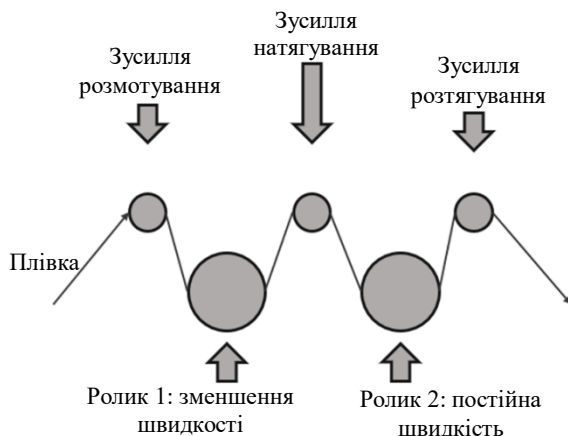 Зусилля
розмотування
Зусилля
натягування
Зусилля
розтягування
Плівка
Ролик 1: зменшення
швидкості
Ролик 2: постійна
швидкість